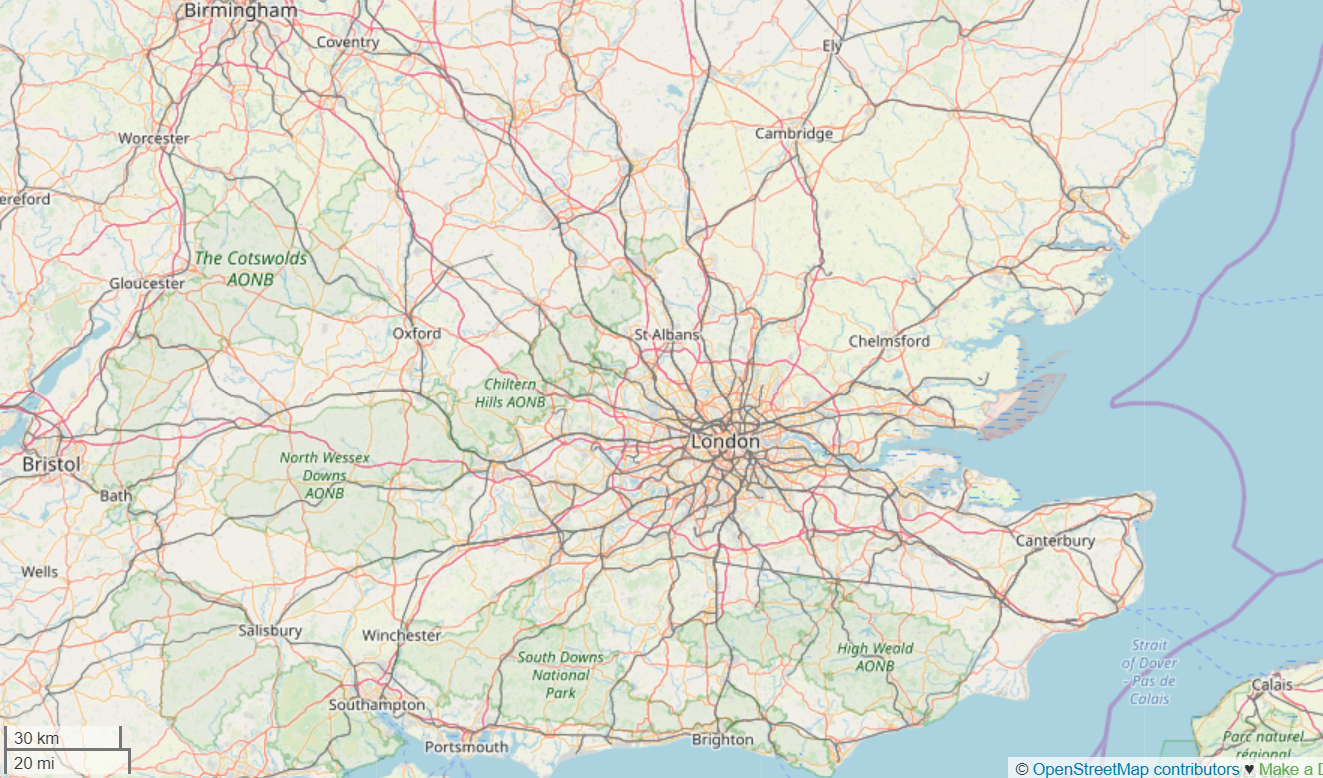 Birmingham
Coventry
Ely
Worcester
Cambridge
ereford
The Cotswolds
AONB
Gloucester
Oxford
St Albans
Chelmsford
Chiltern
Hills AONB
London
Bristol
North Wessex
Downs
AONB
Bath
Canterbury
Wells
Salisbury
Winchester
South Downs
National
Park
High Weald
AONB
Strait
of Dover
- Pas de
Calais
Calais
Southampton
Portsmouth
Brighton
Parc naturel
régional
30 km
20 mi
© OpenStreetMap contributors ♥ Make a D